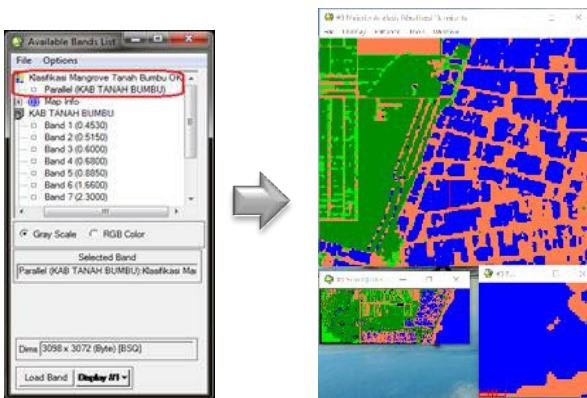 Available Bands List
File Options
Klasifikasi Mangrove Tanah Bumbu OK
Parallel (KAB TANAH BUMBU)
Map Info
KAB TANAH BUMBU
Band 1 (0.4530)
Band 2 (0.5150)
Band 3 (0.6000)
Band 4 (0.6800)
Band 5 (0.8850)
Band 6 (1.6600)
Band 7 (2.3000)
Gray Scale RGB Color
Selected Band
Parallel (KAB TANAH BUMBU):Klasifikasi Ma
Dims 3098 x 3072 (Byte) [BSQ]
Load Band Display #1
#3
#3